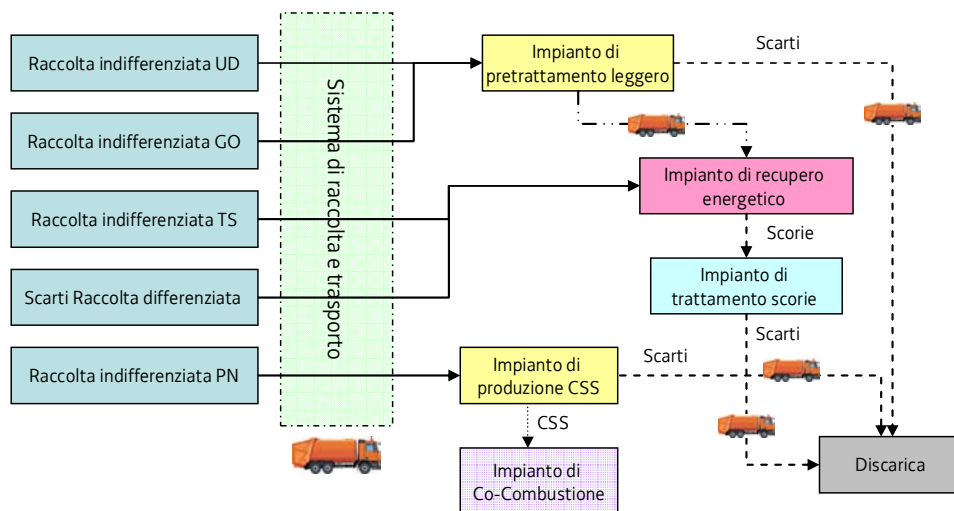 Raccolta indifferenziata UD
Raccolta indifferenziata GO
Raccolta indifferenziata TS
Scarti Raccolta differenziata
Raccolta indifferenziata PN
Sistema di raccolta e trasporto
Impianto di
pretrattamento leggero
Scarti
Impianto di recupero
energetico
Scorie
Impianto di
trattamento scorie
Scarti
Impianto di
produzione CSS
Scarti
CSS
Impianto di
Co-Combustione
Discarica